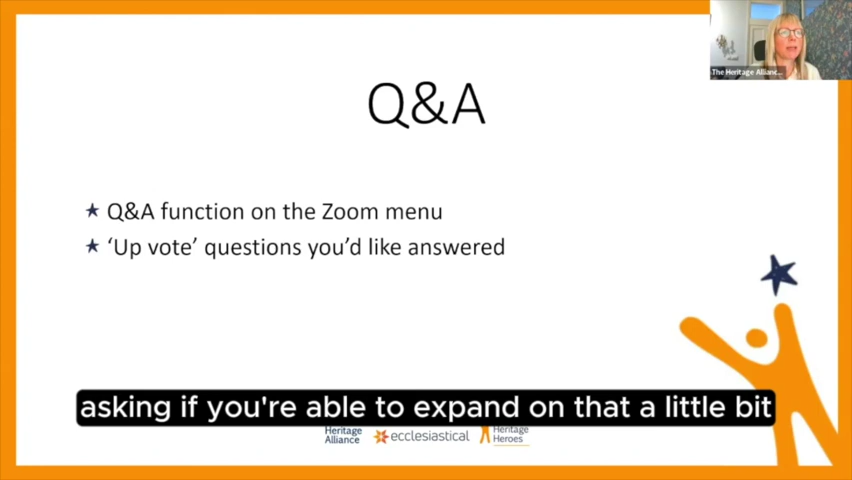 The Heritage Allianc...
Q&A
Q&A function on the Zoom menu
‘Up vote’ questions you’d like answered
asking if you're able to expand on that a little bit
Heritage
Alliance
ecclesiastical
Heritage
Heroes